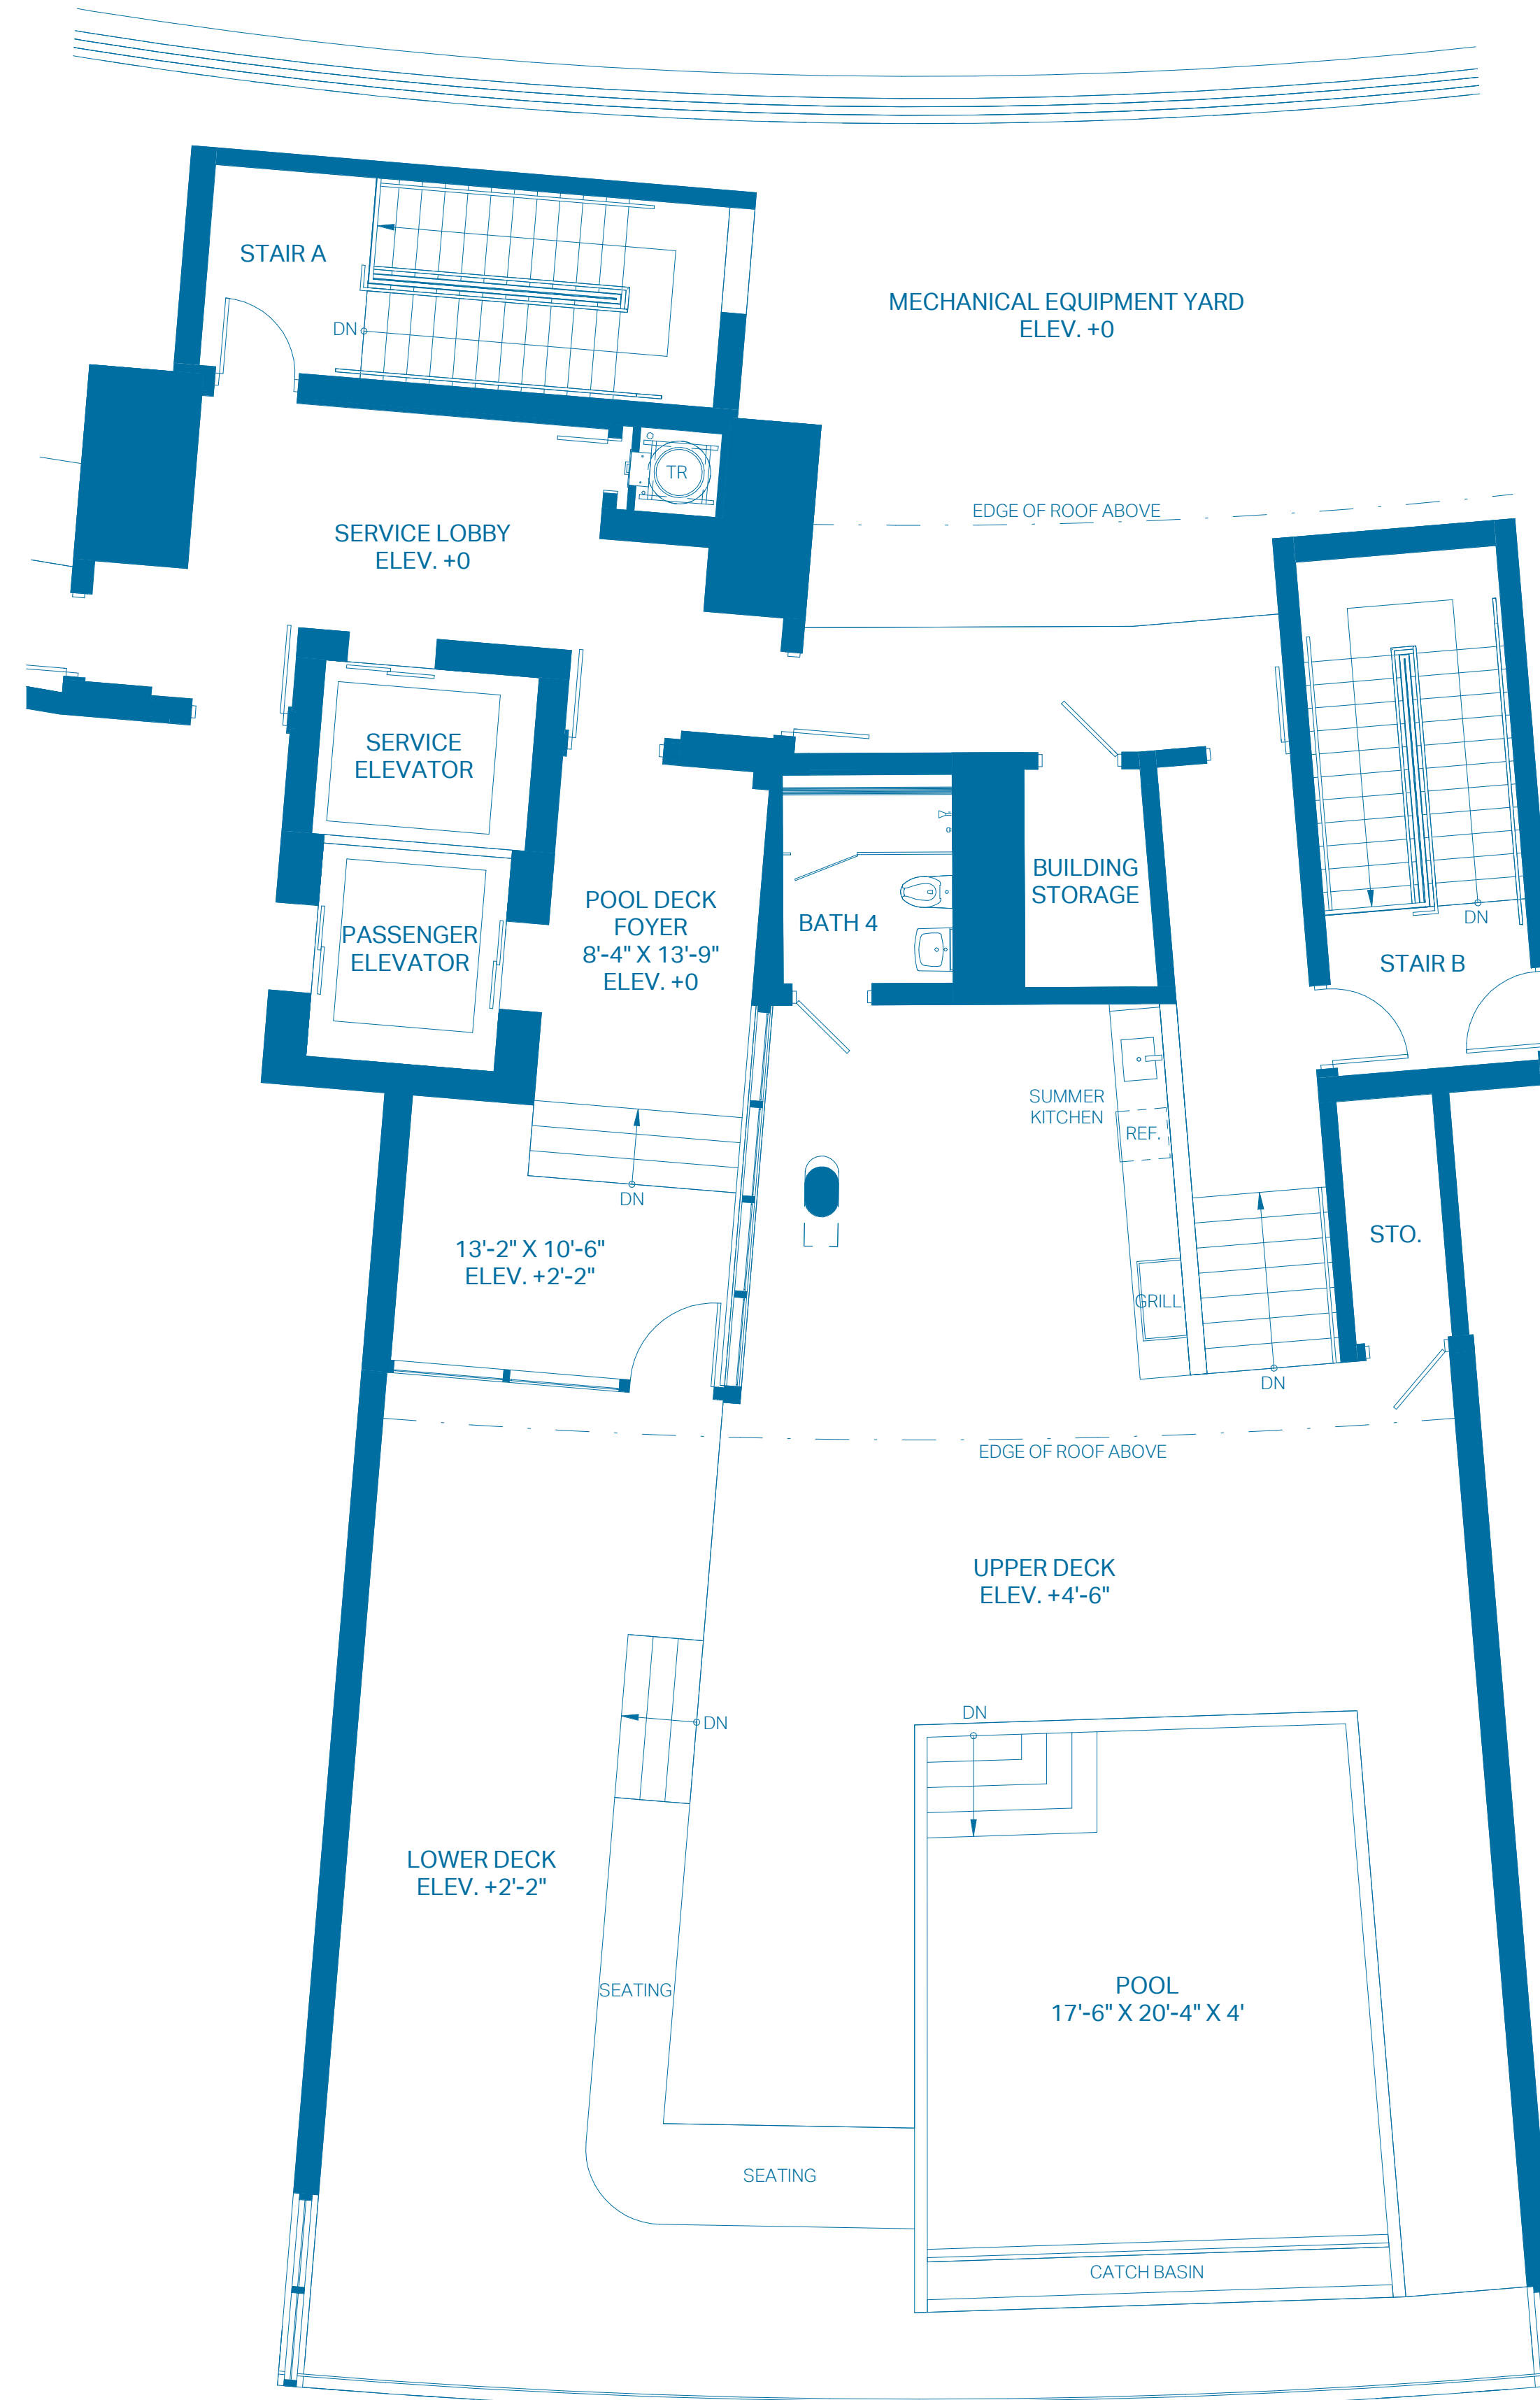 STAIR A
DN
MECHANICAL EQUIPMENT YARD
ELEV. +0
TR
EDGE OF ROOF ABOVE
SERVICE LOBBY
ELEV. +0
SERVICE
ELEVATOR
PASSENGER
ELEVATOR
POOL DECK
FOYER
8'-4" X 13'-9"
ELEV. +0
BATH 4
BUILDING
STORAGE
DN
STAIR B
SUMMER
KITCHEN
REF.
DN
13'-2" X 10'-6"
ELEV. +2'-2"
STO.
GRILL
DN
EDGE OF ROOF ABOVE
UPPER DECK
ELEV. +4'-6"
DN
DN
LOWER DECK
ELEV. +2'-2"
SEATING
POOL
17'-6" X 20'-4" X 4'
SEATING
CATCH BASIN